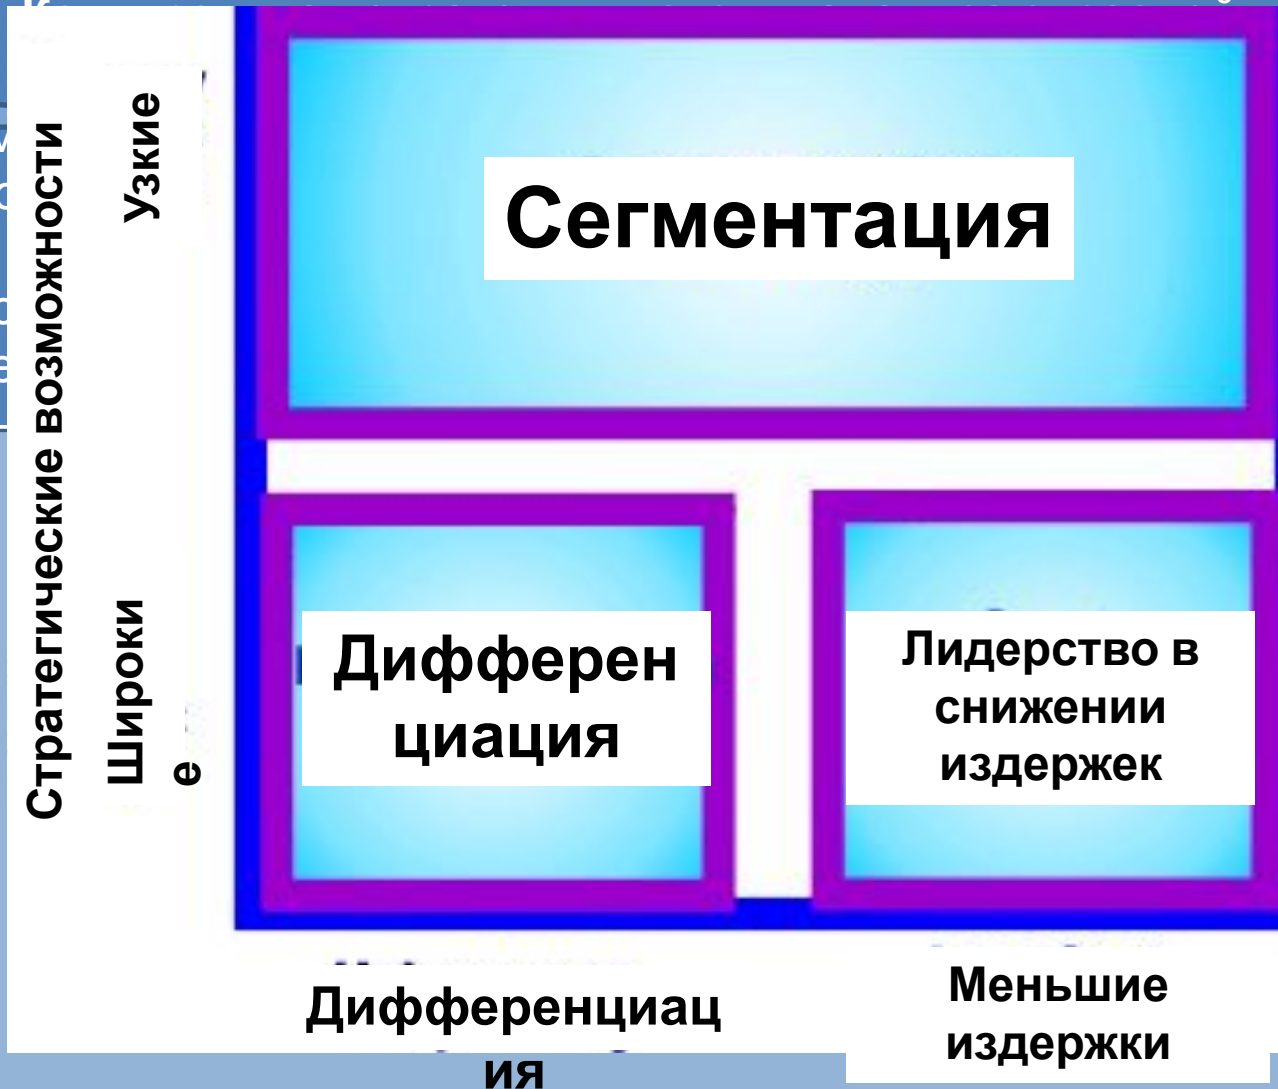 Стратегические возможности
Узкие
Широки
е
Сегментация
Дифферен
циация
Лидерство в
снижении
издержек
Дифференциац
ия
Меньшие
издержки